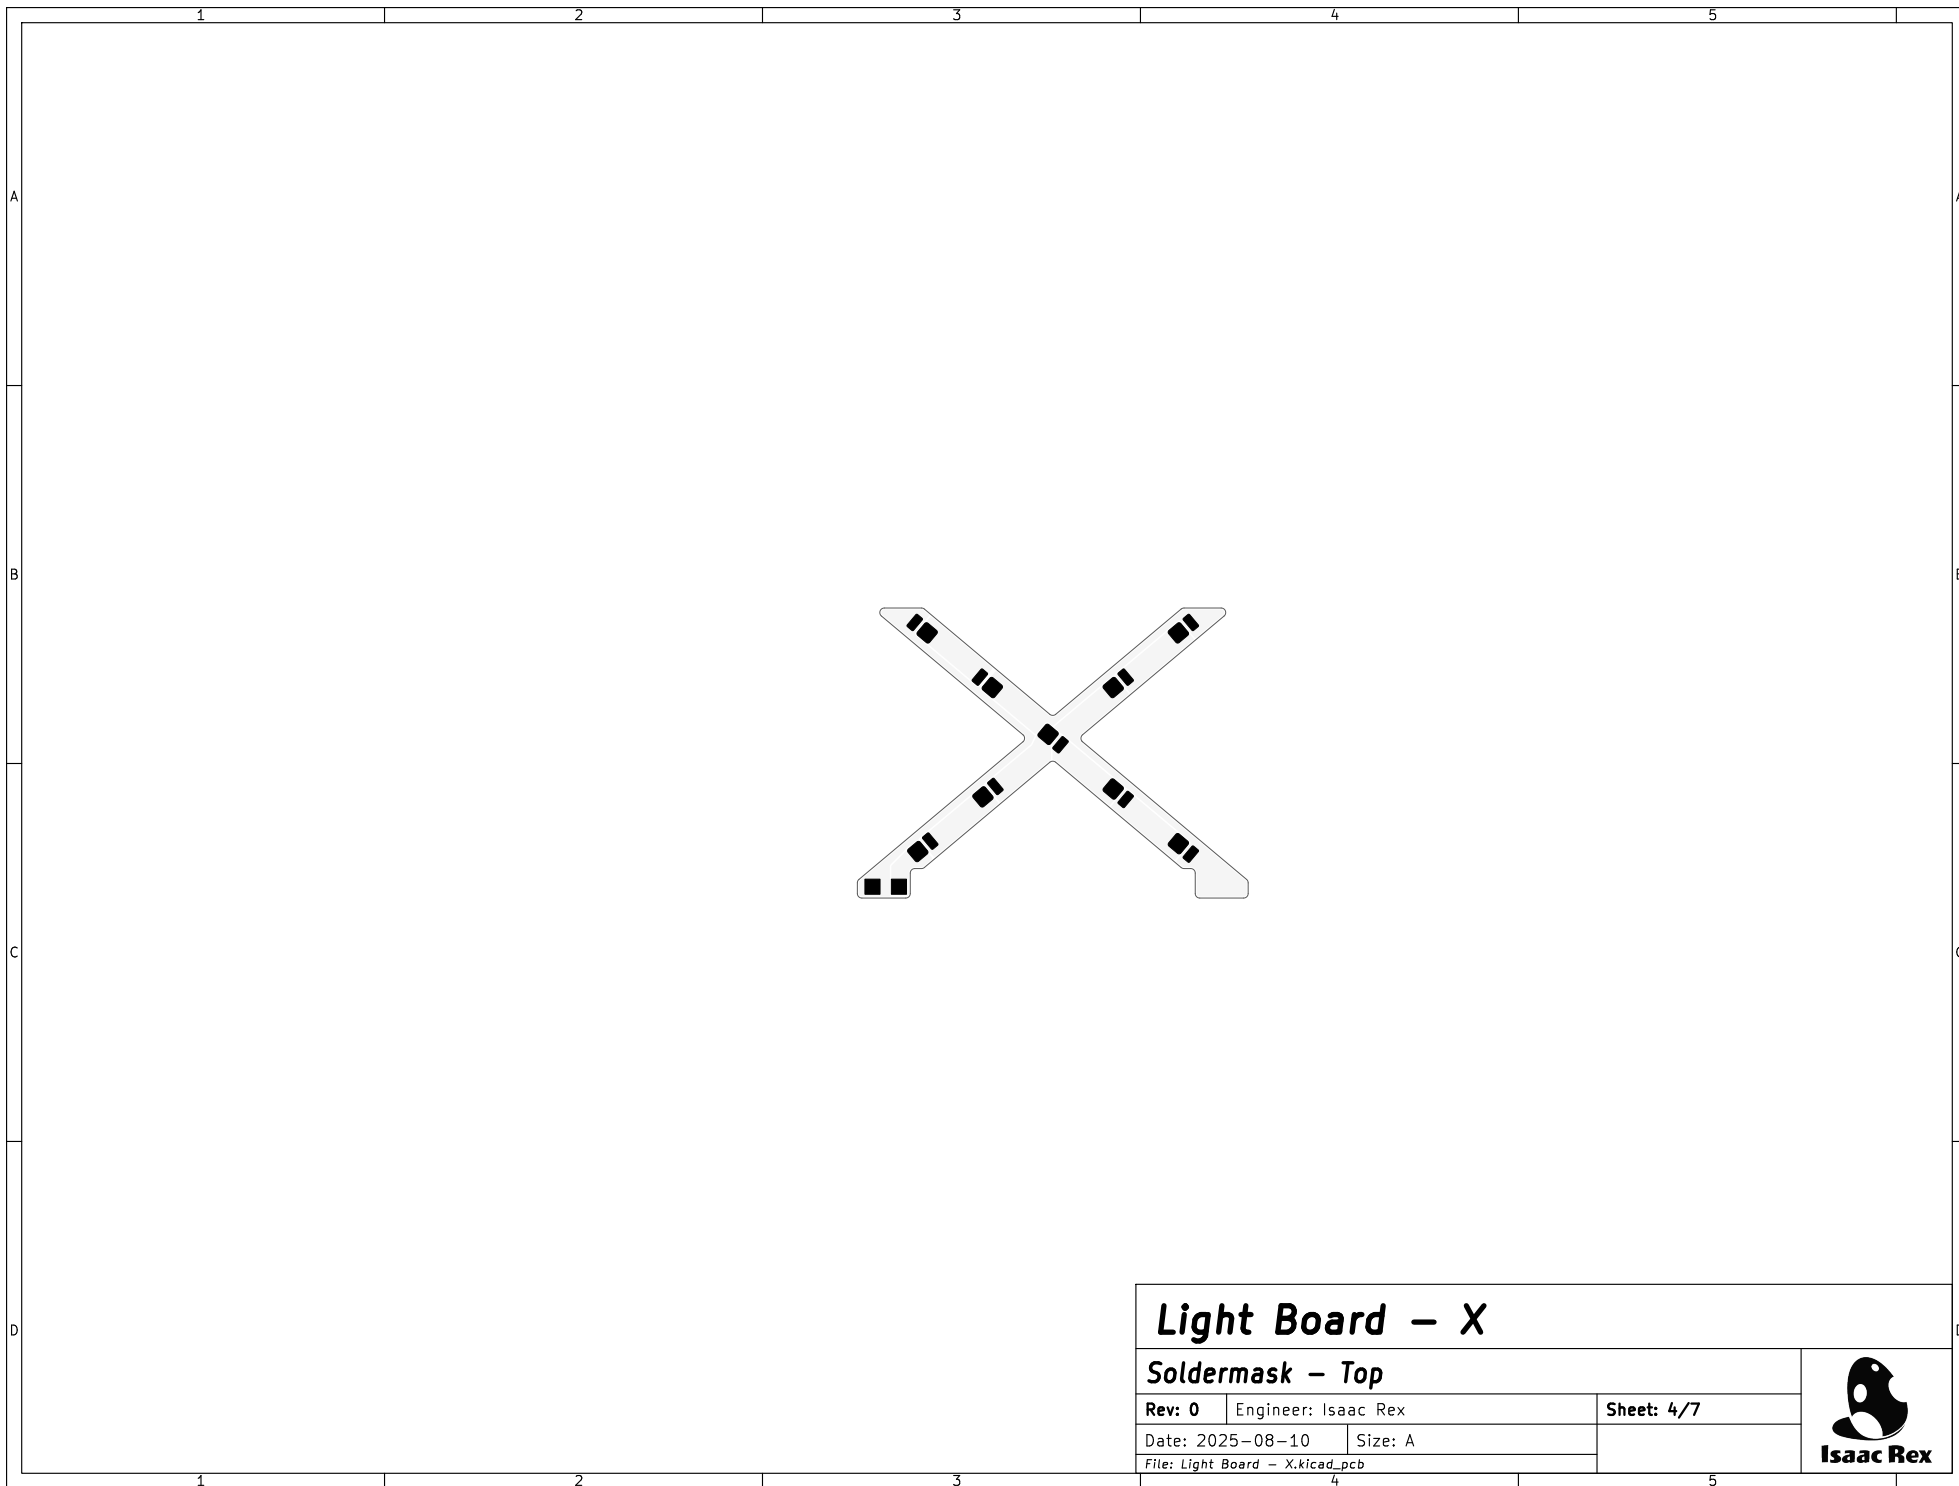 1 2 3 4 5
A A
B B
C C
D D
Light Board - X
Soldermask - Top
Rev: 0 Engineer: Isaac Rex Sheet: 4/7
Date: 2025-08-10 Size: A
File: Light Board - X.kicad_pcb
Isaac Rex
1 2 3 4 5